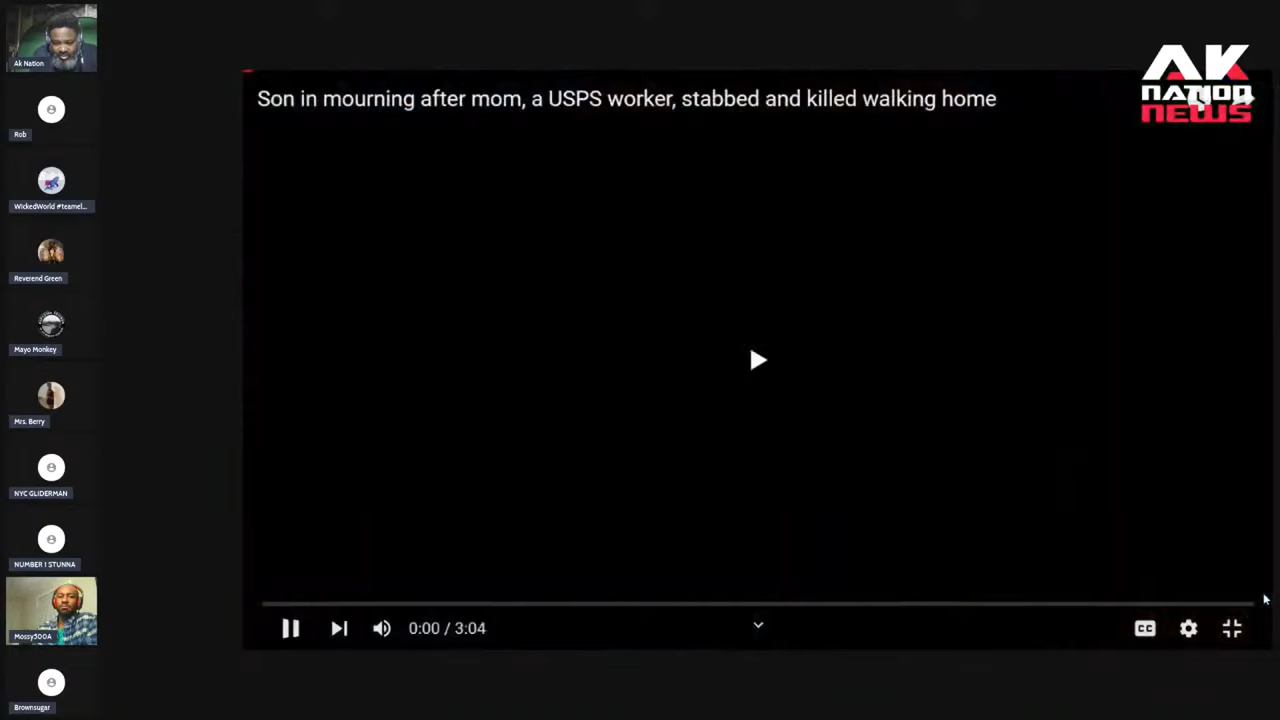 Ak Nation
Rob
WickedWorld #teamel...
Reverend Green
Mayo Monkey
Mrs. Berry
NYC GLIDERMAN
NUMBER 1 STUNNA
Mossy500A
Brownsugar
Son in mourning after mom, a USPS worker, stabbed and killed walking home
AK
NATION
NEWS
0:00 / 3:04
CC